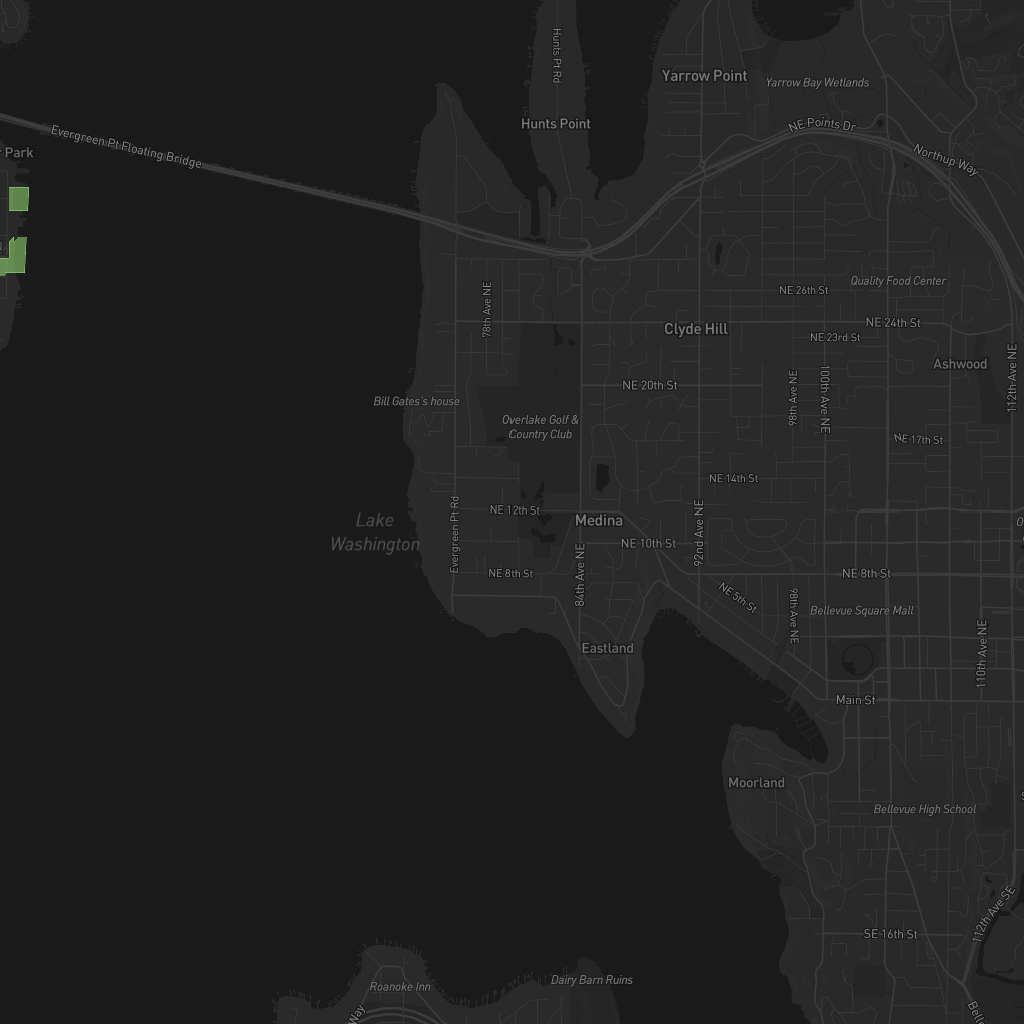 Hunts Pt Rd
Yarrow Point
Yarrow Bay Wetlands
Hunts Point
NE Points Dr
Evergreen Pt Floating Bridge
Park
Northup Way
Quality Food Center
NE 26th St
78th Ave NE
NE 24th St
Clyde Hill
NE 23rd St
Ashwood
112th Ave NE
NE 20th St
98th Ave NE
100th Ave NE
Bill Gates's house
Overlake Golf &
Country Club
NE 17th St
NE 14th St
Evergreen Pt Rd
NE 12th St
Lake
Washington
Medina
92nd Ave NE
NE 10th St
84th Ave NE
NE 8th St
NE 8th St
NE 5th St
98th Ave NE
Bellevue Square Mall
Eastland
110th Ave NE
Main St
Moorland
Bellevue High School
112th Ave SE
SE 16th St
Dairy Barn Ruins
Roanoke Inn
Way